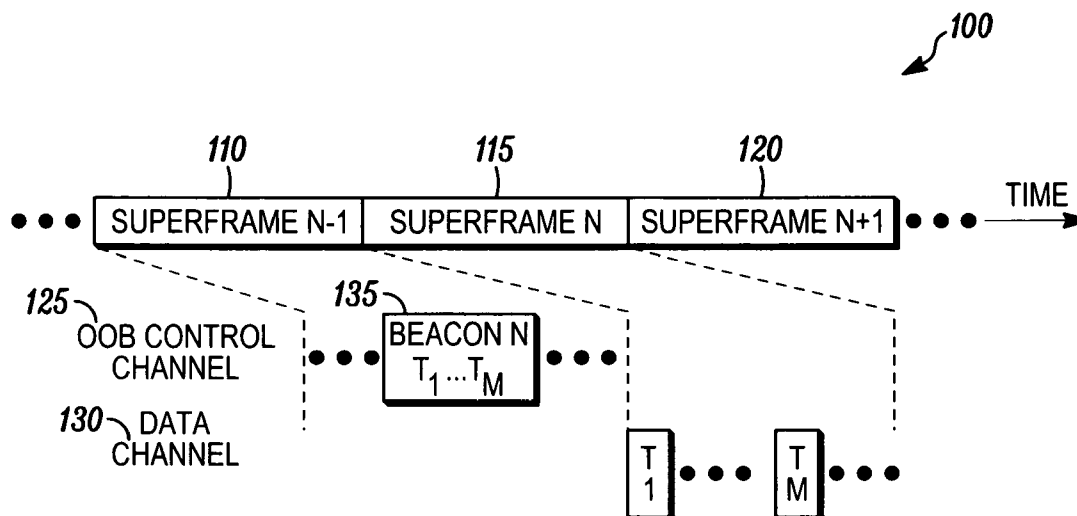 100
110
115
120
SUPERFRAME N-1
SUPERFRAME N
SUPERFRAME N+1
TIME
125
OOB CONTROL
CHANNEL
135
BEACON N
T1...TM
130
DATA
CHANNEL
T
1
T
M